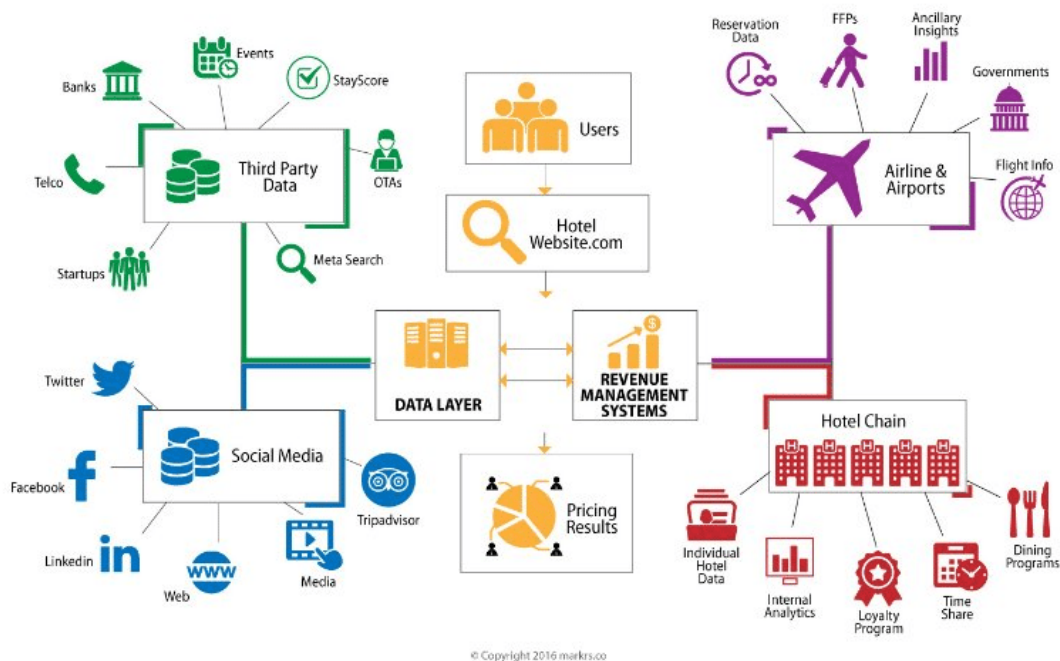 Events
Banks
StayScore
Third Party
Data
Telco
OTAs
Startups
Meta Search
Users
Hotel
Website.com
Reservation
Data
FFPs
Ancillary
Insights
Governments
Airline &
Airports
Flight Info
DATA LAYER
$
REVENUE
MANAGEMENT
SYSTEMS
Pricing
Results
Twitter
Social Media
Facebook
f
Tripadvisor
Linkedin
in
Web
WWW
Media
Hotel Chain
H
H
H
H
H
Individual
Hotel
Data
Internal
Analytics
Loyalty
Program
Time
Share
Dining
Programs
© Copyright 2016 markrs.co